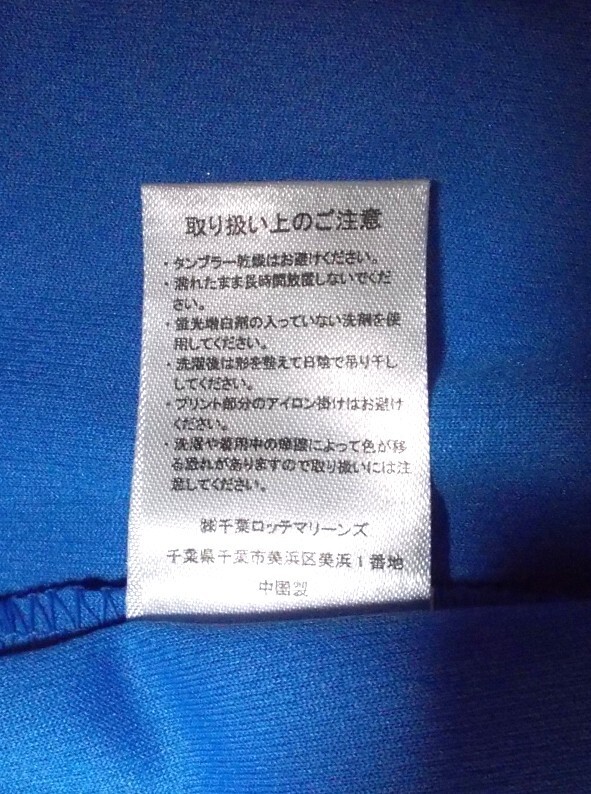 取り扱い上のご注意
・タンブラー乾燥はお避けください。
・濡れたまま長時間放置しないでくだ
さい。
・蛍光増白剤の入っていない洗剤を使
用してください。
・洗濯後は形を整えて日陰で吊り干し
してください。
・プリント部分のアイロン掛けはお避け
ください。
・洗濯や着用中の摩擦によって色が移
る恐れがありますので取り扱いには注
意してください。
㈱千葉ロッテマリーンズ
千葉県千葉市美浜区美浜1番地
中国製